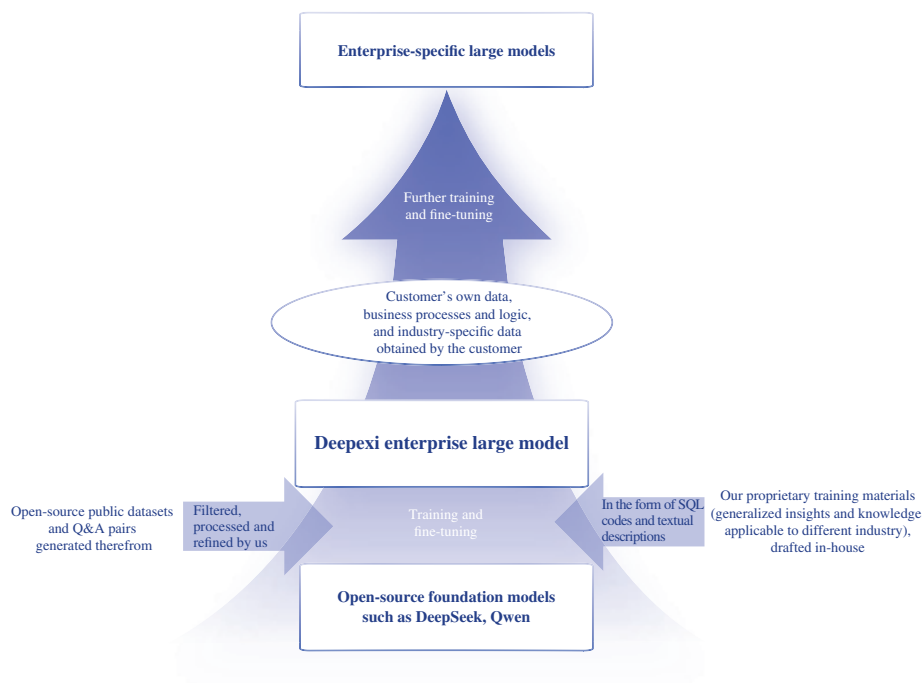 Enterprise-specific large models
Further training
and fine-tuning
Customer's own data,
business processes and logic,
and industry-specific data
obtained by the customer
Deepexi enterprise large model
Open-source public datasets
and Q&A pairs
generated therefrom
Filtered,
processed and
refined by us
Training and
fine-tuning
In the form of SQL
codes and textual
descriptions
Our proprietary training materials
(generalized insights and knowledge
applicable to different industry),
drafted in-house
Open-source foundation models
such as DeepSeek, Qwen